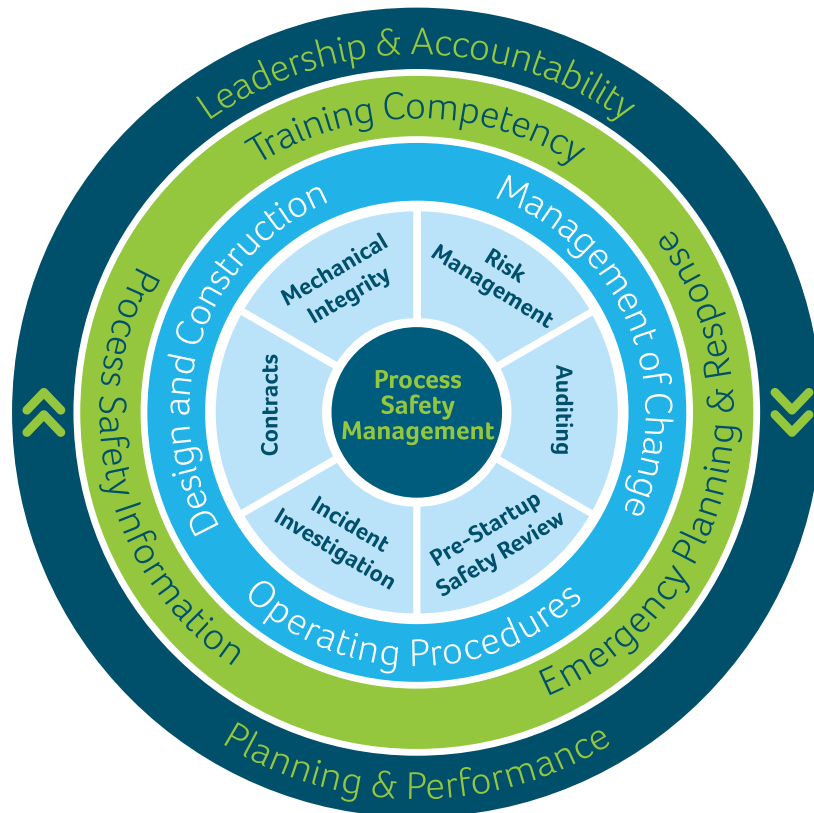 Leadership & Accountability
Training Competency
Design and Construction
Management of Change
Process Safety Information
Emergency Planning & Response
Mechanical
Integrity
Risk
Management
Contracts
Process
Safety
Management
Auditing
Incident
Investigation
Pre-Startup
Safety Review
Operating Procedures
Planning & Performance